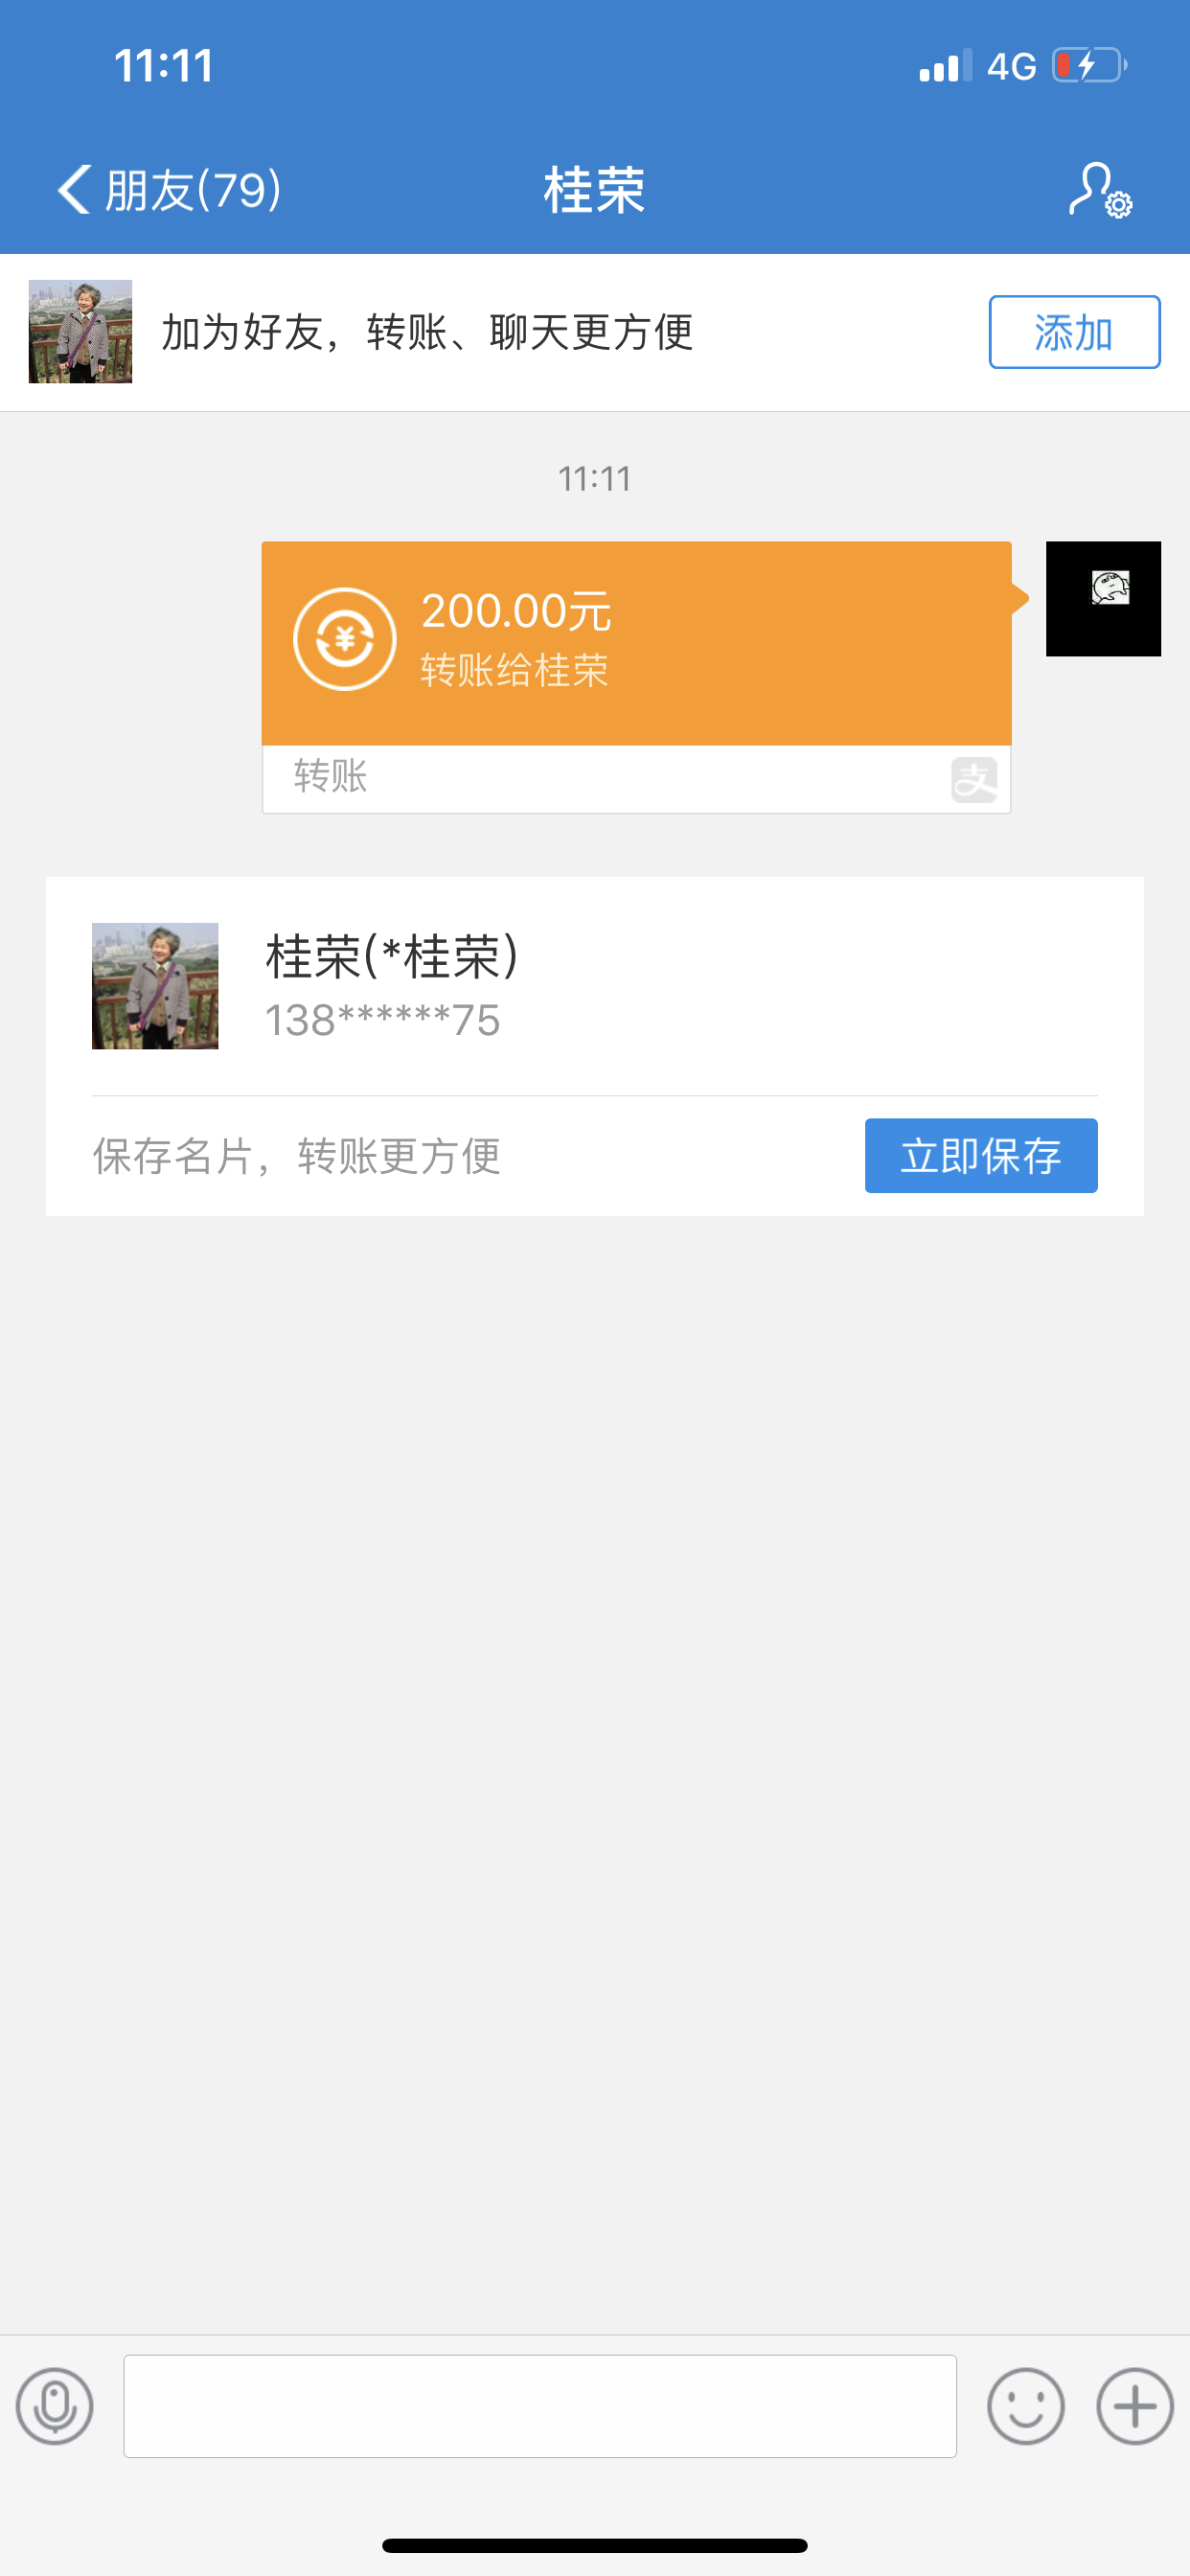 11:11
4G
朋友(79)
桂荣
加为好友，转账、聊天更方便
添加
11:11
200.00元
转账给桂荣
转账
支
桂荣(*桂荣)
138******75
保存名片，转账更方便
立即保存